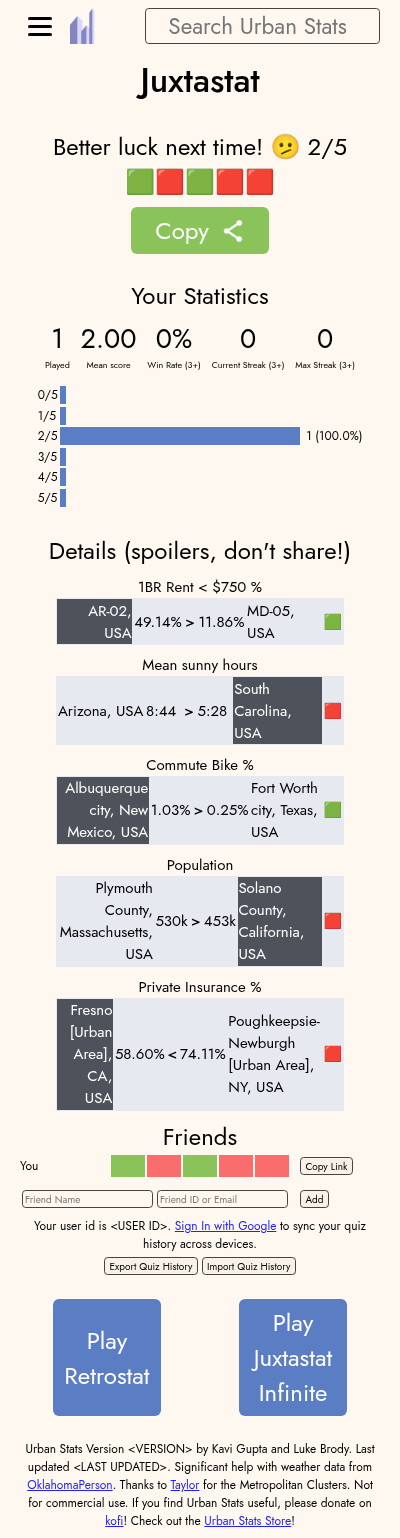 Search Urban Stats
Juxtastat
Better luck next time! 🫤 2/5
🟩🟥🟩🟥🟥
Copy
Your Statistics
1 2.00 0% 0 0
Played Mean score Win Rate (3+) Current Streak (3+) Max Streak (3+)
0/5
1/5
2/5 1 (100.0%)
3/5
4/5
5/5
Details (spoilers, don't share!)
1BR Rent < $750 %
AR-02,
USA
49.14% > 11.86%
MD-05,
USA
🟩
Mean sunny hours
Arizona, USA
8:44 > 5:28
South
Carolina,
USA
🟥
Commute Bike %
Albuquerque
city, New
Mexico, USA
1.03% > 0.25%
Fort Worth
city, Texas,
USA
🟩
Population
Plymouth
County,
Massachusetts,
USA
530k > 453k
Solano
County,
California,
USA
🟥
Private Insurance %
Fresno
[Urban
Area],
CA,
USA
58.60% < 74.11%
Poughkeepsie-
Newburgh
[Urban Area],
NY, USA
🟥
Friends
You Copy Link
Friend Name Friend ID or Email Add
Your user id is <USER ID>. Sign In with Google to sync your quiz
history across devices.
Export Quiz History Import Quiz History
Play
Retrostat
Play
Juxtastat
Infinite
Urban Stats Version <VERSION> by Kavi Gupta and Luke Brody. Last
updated <LAST UPDATED>. Significant help with weather data from
OklahomaPerson. Thanks to Taylor for the Metropolitan Clusters. Not
for commercial use. If you find Urban Stats useful, please donate on
kofi! Check out the Urban Stats Store!